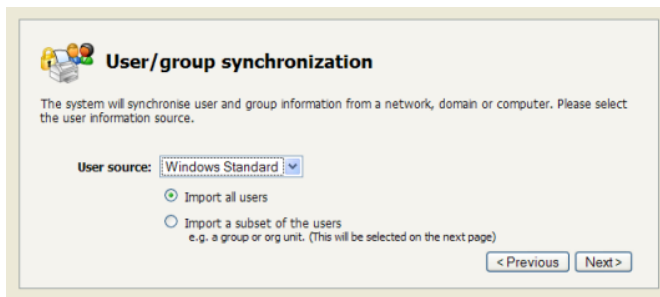 User/group synchronization
The system will synchronise user and group information from a network, domain or computer. Please select
the user information source.
User source: Windows Standard
Import all users
Import a subset of the users
e.g. a group or org unit. (This will be selected on the next page)
< Previous Next >